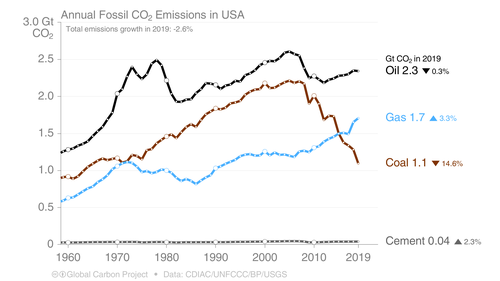 Annual Fossil CO₂ Emissions in USA
3.0 Gt
CO₂
Total emissions growth in 2019: -2.6%
2.5
2.0
1.5
1.0
0.5
0
1960 1970 1980 1990 2000 2010 2019
Gt CO₂ in 2019
Oil 2.3 ▼ 0.3%
Gas 1.7 ▲ 3.3%
Coal 1.1 ▼ 14.6%
Cement 0.04 ▲ 2.3%
Global Carbon Project • Data: CDIAC/UNFCCC/BP/USGS